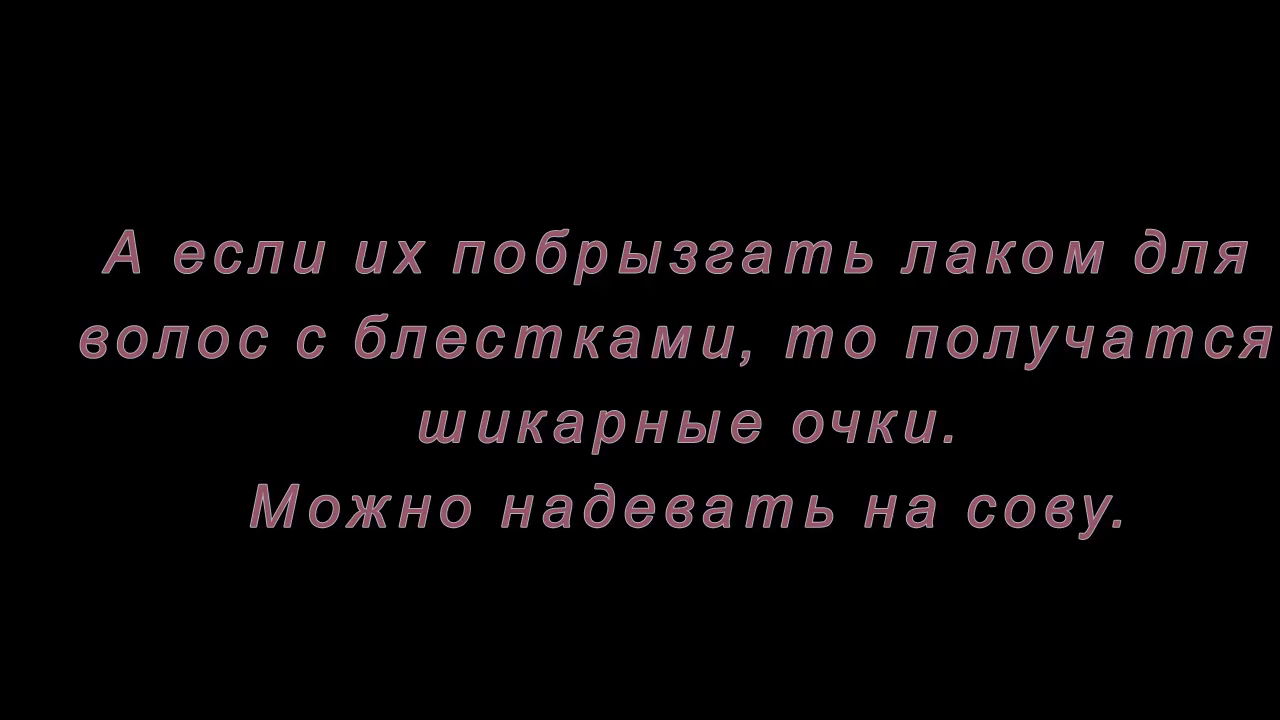 А если их побрызгать лаком для
волос с блестками, то получатся
шикарные очки.
Можно надевать на сову.